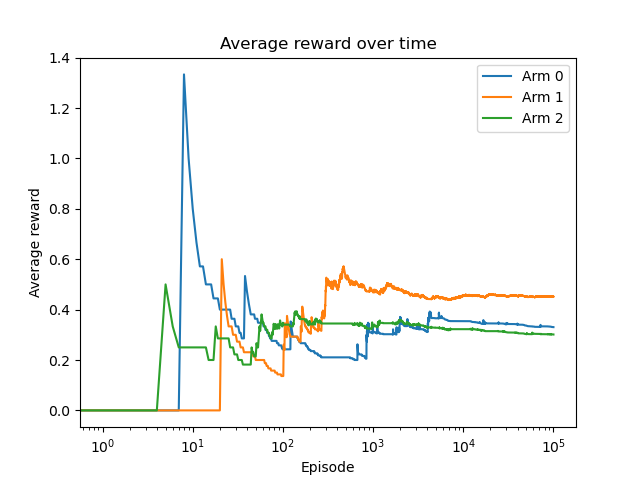 Average reward over time
Average reward
1.4
1.2
1.0
0.8
0.6
0.4
0.2
0.0
Arm 0
Arm 1
Arm 2
10⁰
10¹
10²
10³
10⁴
10⁵
Episode